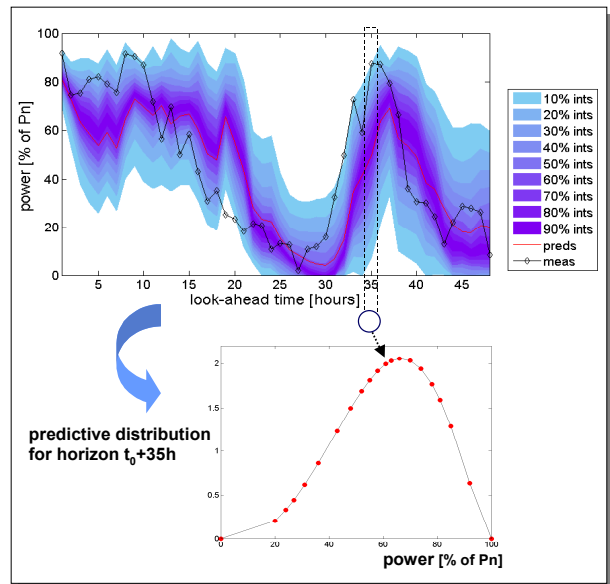 100
80
60
40
20
0
power [% of Pn]
5 10 15 20 25 30 35 40 45
look-ahead time [hours]
10% ints
20% ints
30% ints
40% ints
50% ints
60% ints
70% ints
80% ints
90% ints
preds
meas
predictive distribution
for horizon t₀+35h
2
1.5
1
0.5
0
0 20 40 60 80 100
power [% of Pn]